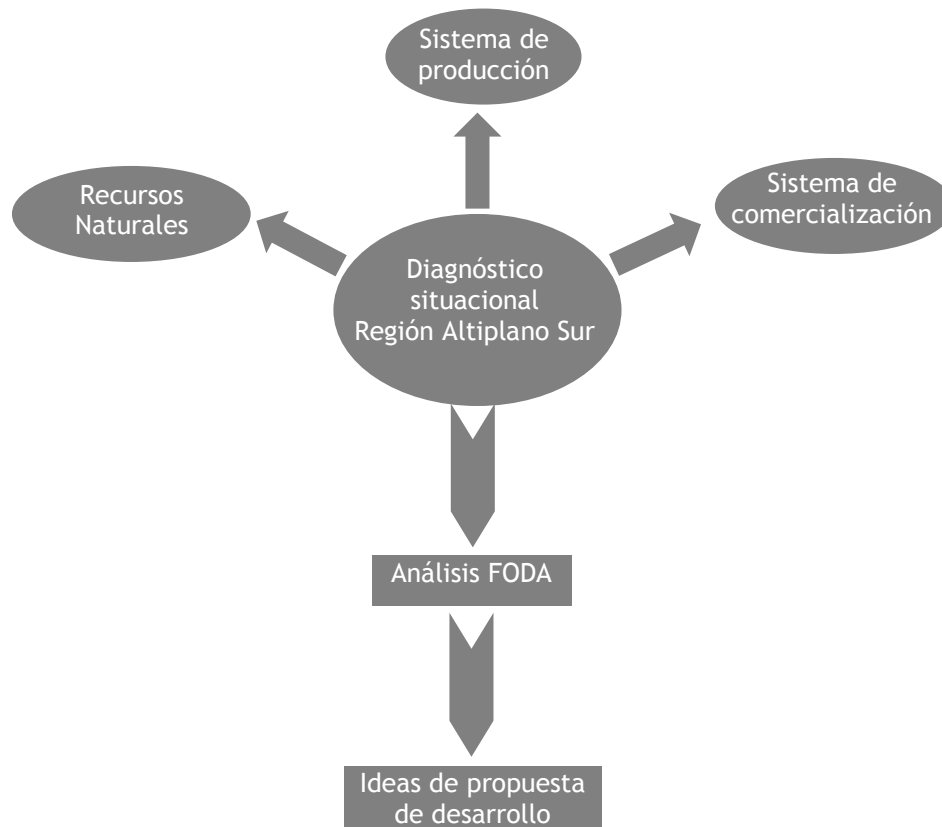 Sistema de
producción
Recursos
Naturales
Sistema de
comercialización
Diagnóstico
situacional
Región Altiplano Sur
Análisis FODA
Ideas de propuesta
de desarrollo